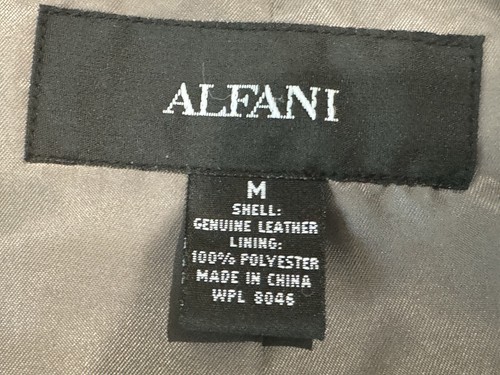 ALFANI
M
SHELL:
GENUINE LEATHER
LINING:
100% POLYESTER
MADE IN CHINA
WPL 8046